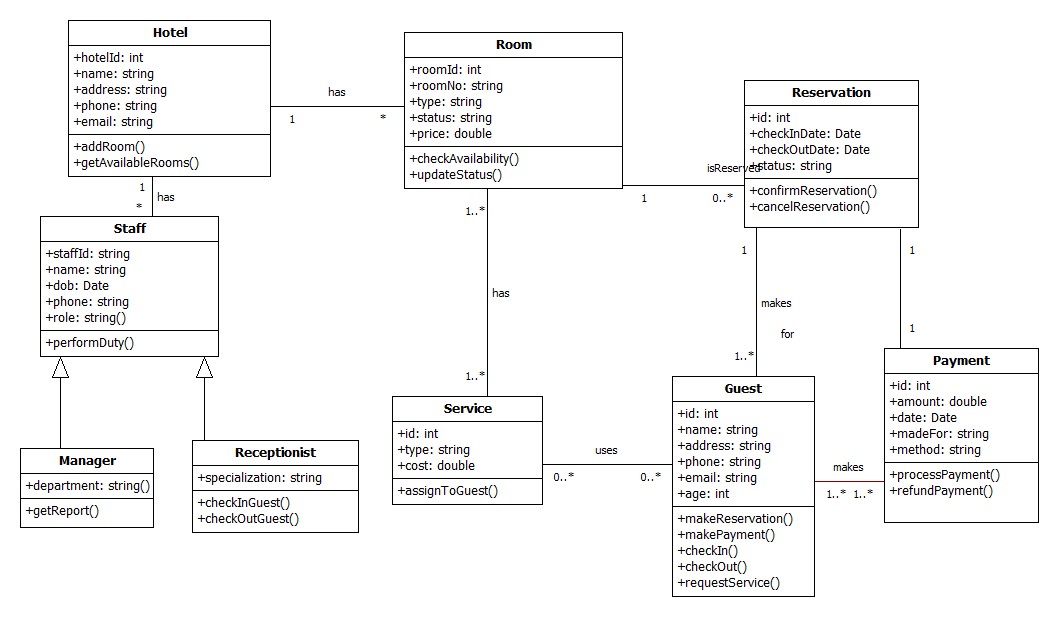 Hotel
+hotelId: int
+name: string
+address: string
+phone: string
+email: string
+addRoom()
+getAvailableRooms()
has
1
*
Room
+roomId: int
+roomNo: string
+type: string
+status: string
+price: double
+checkAvailability()
+updateStatus()
isReserved
1
0..*
Reservation
+id: int
+checkInDate: Date
+checkOutDate: Date
+status: string
+confirmReservation()
+cancelReservation()
1
*
has
Staff
+staffId: string
+name: string
+dob: Date
+phone: string
+role: string()
+performDuty()
1..*
has
1..*
1
makes
for
1..*
1
1
Manager
+department: string()
+getReport()
Receptionist
+specialization: string
+checkInGuest()
+checkOutGuest()
Service
+id: int
+type: string
+cost: double
+assignToGuest()
uses
0..*
0..*
Guest
+id: int
+name: string
+address: string
+phone: string
+email: string
+age: int
+makeReservation()
+makePayment()
+checkIn()
+checkOut()
+requestService()
makes
1..*
1..*
Payment
+id: int
+amount: double
+date: Date
+madeFor: string
+method: string
+processPayment()
+refundPayment()